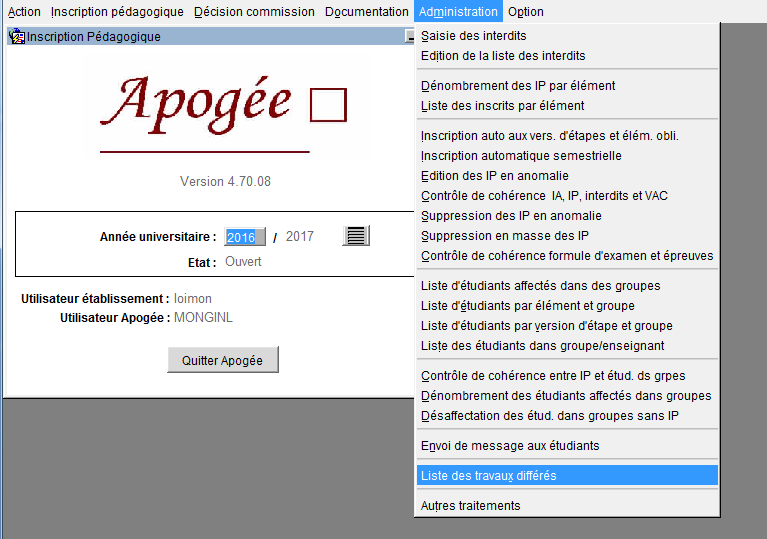 Action Inscription pédagogique Décision commission Documentation Administration Option
Inscription Pédagogique
Apogée
Version 4.70.08
Année universitaire : 2016 / 2017
Etat : Ouvert
Utilisateur établissement : loimon
Utilisateur Apogée : MONGINL
Quitter Apogée
Saisie des interdits
Edition de la liste des interdits
Dénombrement des IP par élément
Liste des inscrits par élément
Inscription auto aux vers. d'étapes et élém. obli.
Inscription automatique semestrielle
Edition des IP en anomalie
Contrôle de cohérence IA, IP, interdits et VAC
Suppression des IP en anomalie
Suppression en masse des IP
Contrôle de cohérence formule d'examen et épreuves
Liste d'étudiants affectés dans des groupes
Liste d'étudiants par élément et groupe
Liste d'étudiants par version d'étape et groupe
Liste des étudiants dans groupe/enseignant
Contrôle de cohérence entre IP et étud. ds grpes
Dénombrement des étudiants affectés dans groupes
Désaffectation des étud. dans groupes sans IP
Envoi de message aux étudiants
Liste des travaux différés
Autres traitements